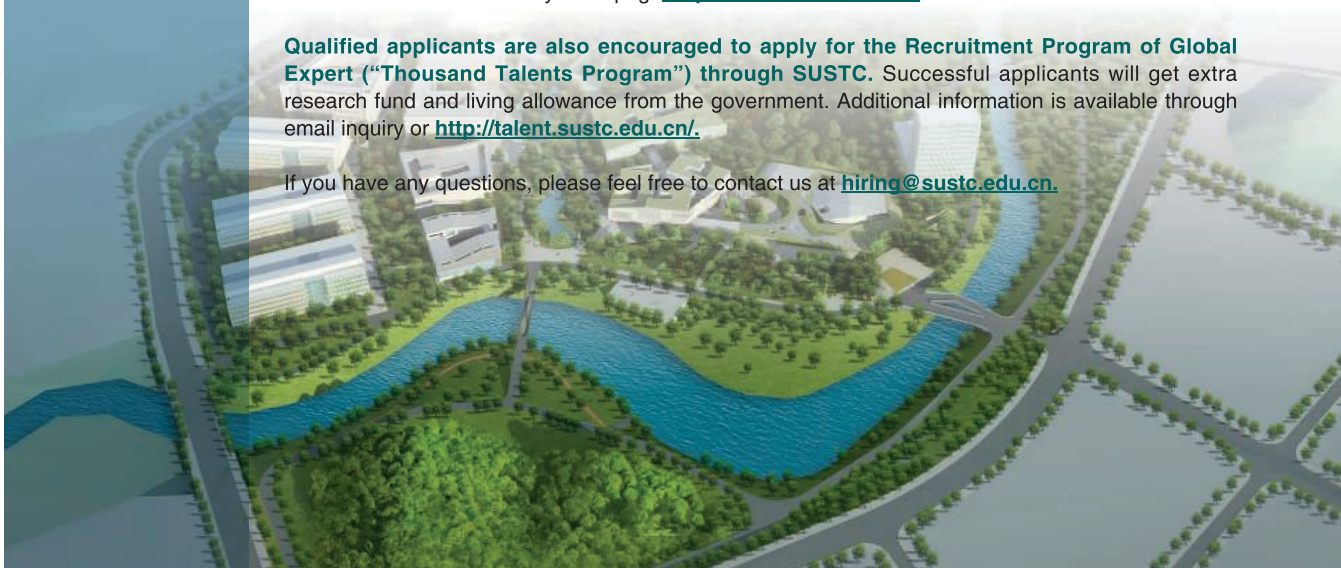 Qualified applicants are also encouraged to apply for the Recruitment Program of Global
Expert (“Thousand Talents Program”) through SUSTC. Successful applicants will get extra
research fund and living allowance from the government. Additional information is available through
email inquiry or http://talent.sustc.edu.cn/.
If you have any questions, please feel free to contact us at hiring@sustc.edu.cn.